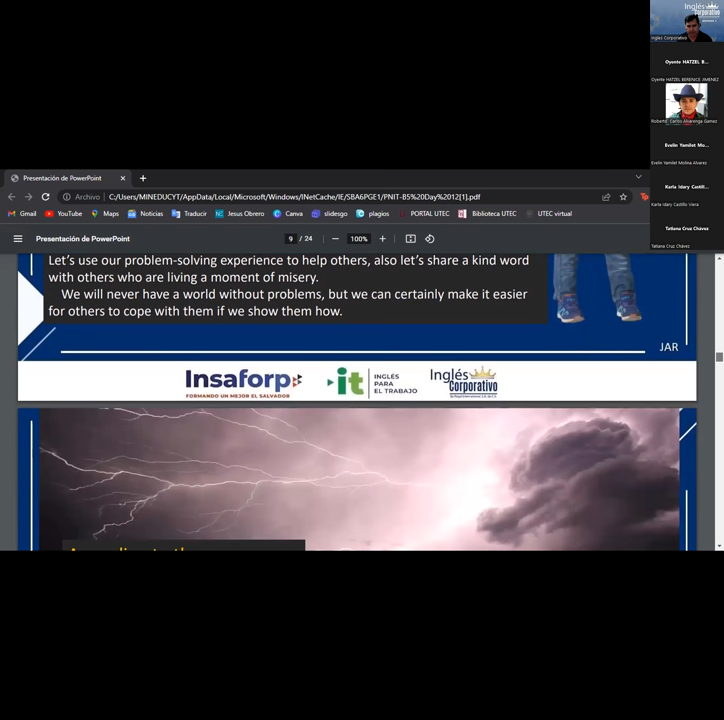 Inglés
Corporativo
Inglés Corporativo
Oyente HATZEL B...
Oyente HATZEL BERENICE JIMENEZ
Roberto Carlos Alvarenga Gamez
Evelin Yamilet Mo...
Evelin Yamilet Molina Alvarez
Karla Idary Castill...
Karla Idary Castillo Viera
Tatiana Cruz Chávez
Tatiana Cruz Chávez
Presentación de PowerPoint
Archivo C:/Users/MINEDUCYT/AppData/Local/Microsoft/Windows/INetCache/IE/SBA6PGE1/PNIT-B5%20Day%2012[1].pdf
Gmail YouTube Maps Noticias Traducir Jesus Obrero Canva slidesgo plagios PORTAL UTEC Biblioteca UTEC UTEC virtual
Presentación de PowerPoint 9 / 24 100%
Let's use our problem-solving experience to help others, also let's share a kind word
with others who are living a moment of misery.
We will never have a world without problems, but we can certainly make it easier
for others to cope with them if we show them how.
JAR
Insaforp
FORMANDO UN MEJOR EL SALVADOR
it
INGLÉS
PARA
EL TRABAJO
Inglés
Corporativo